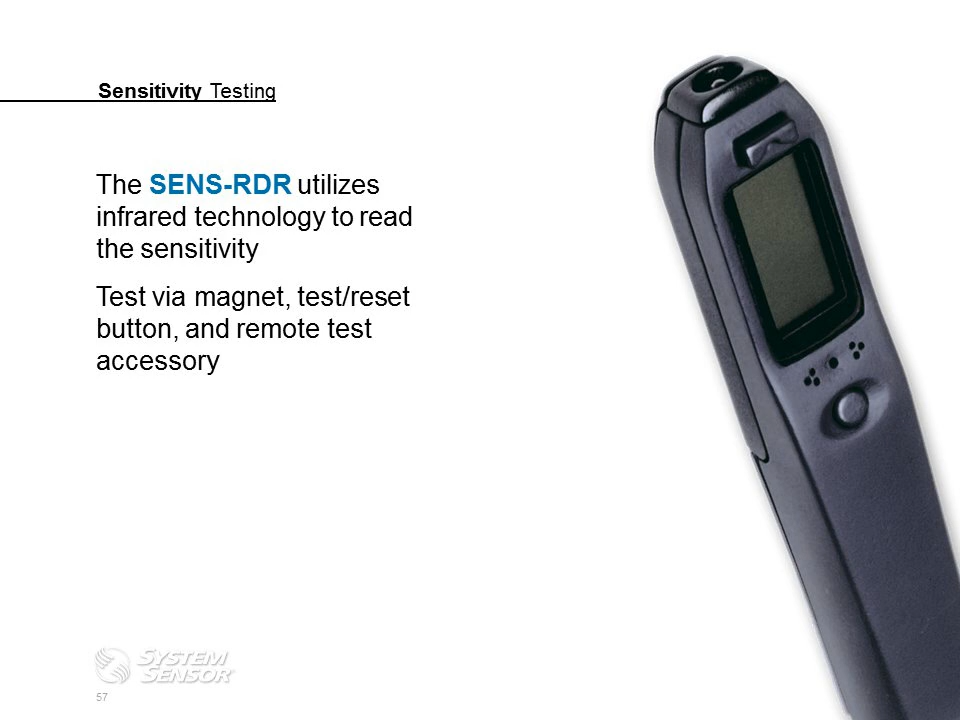 Sensitivity Testing
The SENS-RDR utilizes
infrared technology to read
the sensitivity
Test via magnet, test/reset
button, and remote test
accessory
SYSTEM
SENSOR
57